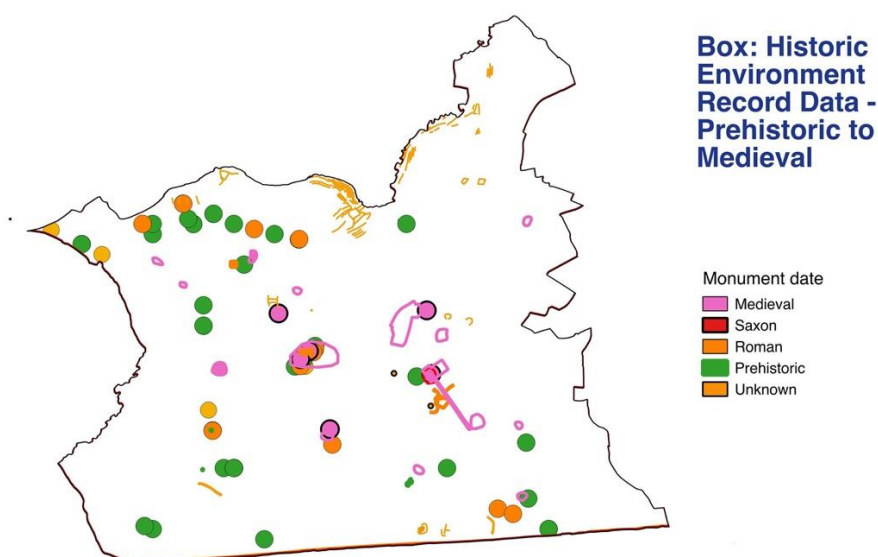 Box: Historic
Environment
Record Data -
Prehistoric to
Medieval
Monument date
Medieval
Saxon
Roman
Prehistoric
Unknown